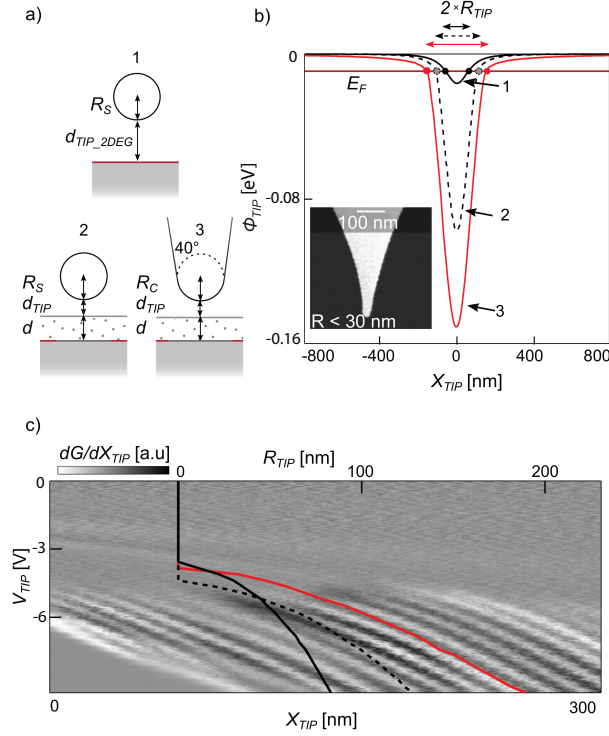 a)
1
R_S
d_TIP_2DEG
2
3
40°
R_S
d_TIP
d
R_C
d_TIP
d
b)
2*R_TIP
0
E_F
1
-0.08
2
100 nm
R < 30 nm
3
-0.16
Φ_TIP [eV]
-800
-400
0
400
800
X_TIP [nm]
c)
dG/dX_TIP [a.u]
R_TIP [nm]
0
100
200
0
-3
-6
V_TIP [V]
0
300
X_TIP [nm]